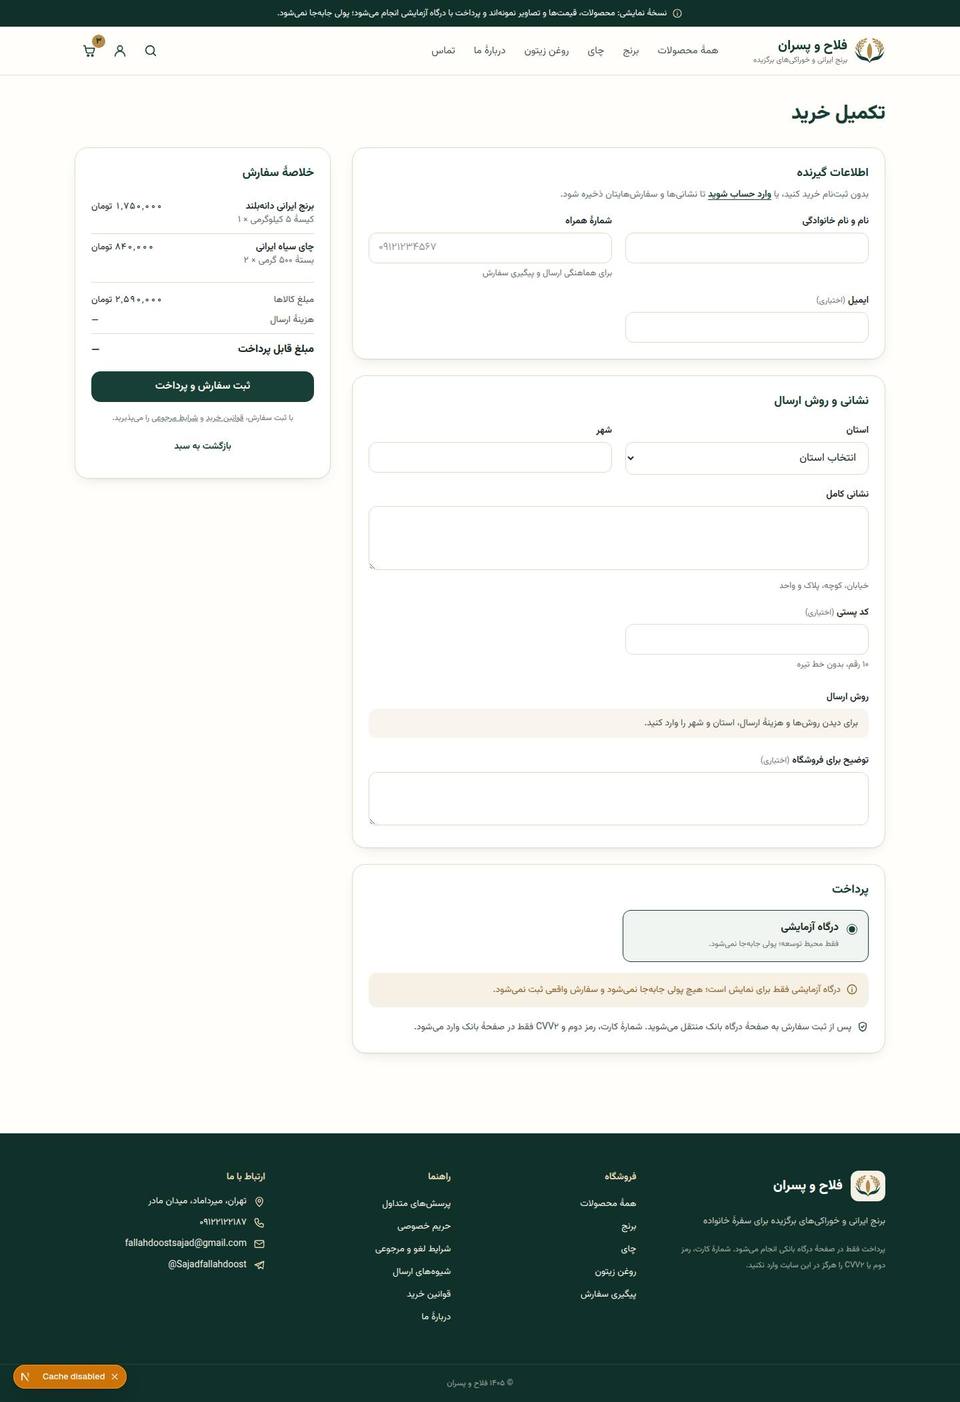 نسخهٔ نمایشی: محصولات، قیمت‌ها و تصاویر نمونه‌اند و پرداخت با درگاه آزمایشی انجام می‌شود؛ پولی جابه‌جا نمی‌شود.
فلاح و پسران
برنج ایرانی و خوراکی‌های برگزیده
همهٔ محصولات
برنج
چای
روغن زیتون
دربارهٔ ما
تماس
۳
تکمیل خرید
اطلاعات گیرنده
بدون ثبت‌نام خرید کنید، یا وارد حساب شوید تا نشانی‌ها و سفارش‌هایتان ذخیره شود.
نام و نام خانوادگی
شمارهٔ همراه
۰۹۱۲۱۲۳۴۵۶۷
برای هماهنگی ارسال و پیگیری سفارش
ایمیل (اختیاری)
نشانی و روش ارسال
استان
شهر
انتخاب استان
نشانی کامل
خیابان، کوچه، پلاک و واحد
کد پستی (اختیاری)
۱۰ رقم، بدون خط تیره
روش ارسال
برای دیدن روش‌ها و هزینهٔ ارسال، استان و شهر را وارد کنید.
توضیح برای فروشگاه (اختیاری)
پرداخت
درگاه آزمایشی
فقط محیط توسعه؛ پولی جابه‌جا نمی‌شود.
درگاه آزمایشی فقط برای نمایش است؛ هیچ پولی جابه‌جا نمی‌شود و سفارش واقعی ثبت نمی‌شود.
پس از ثبت سفارش به صفحهٔ درگاه بانک منتقل می‌شوید. شمارهٔ کارت، رمز دوم و CVV۲ فقط در صفحهٔ بانک وارد می‌شود.
خلاصهٔ سفارش
برنج ایرانی دانه‌بلند ۱,۷۵۰,۰۰۰ تومان
کیسهٔ ۵ کیلوگرمی × ۱
چای سیاه ایرانی ۸۴۰,۰۰۰ تومان
بستهٔ ۵۰۰ گرمی × ۲
مبلغ کالاها ۲,۵۹۰,۰۰۰ تومان
هزینهٔ ارسال —
مبلغ قابل پرداخت —
ثبت سفارش و پرداخت
با ثبت سفارش، قوانین خرید و شرایط مرجوعی را می‌پذیرید.
بازگشت به سبد
فلاح و پسران
برنج ایرانی و خوراکی‌های برگزیده برای سفرهٔ خانواده
پرداخت فقط در صفحهٔ درگاه بانکی انجام می‌شود. شمارهٔ کارت، رمز
دوم یا CVV۲ را هرگز در این سایت وارد نکنید.
فروشگاه
همهٔ محصولات
برنج
چای
روغن زیتون
پیگیری سفارش
راهنما
پرسش‌های متداول
حریم خصوصی
شرایط لغو و مرجوعی
شیوه‌های ارسال
قوانین خرید
دربارهٔ ما
ارتباط با ما
تهران، میرداماد، میدان مادر
۰۹۱۲۲۱۲۲۱۸۷
fallahdoostsajad@gmail.com
@Sajadfallahdoost
© ۱۴۰۵ فلاح و پسران
N Cache disabled ×